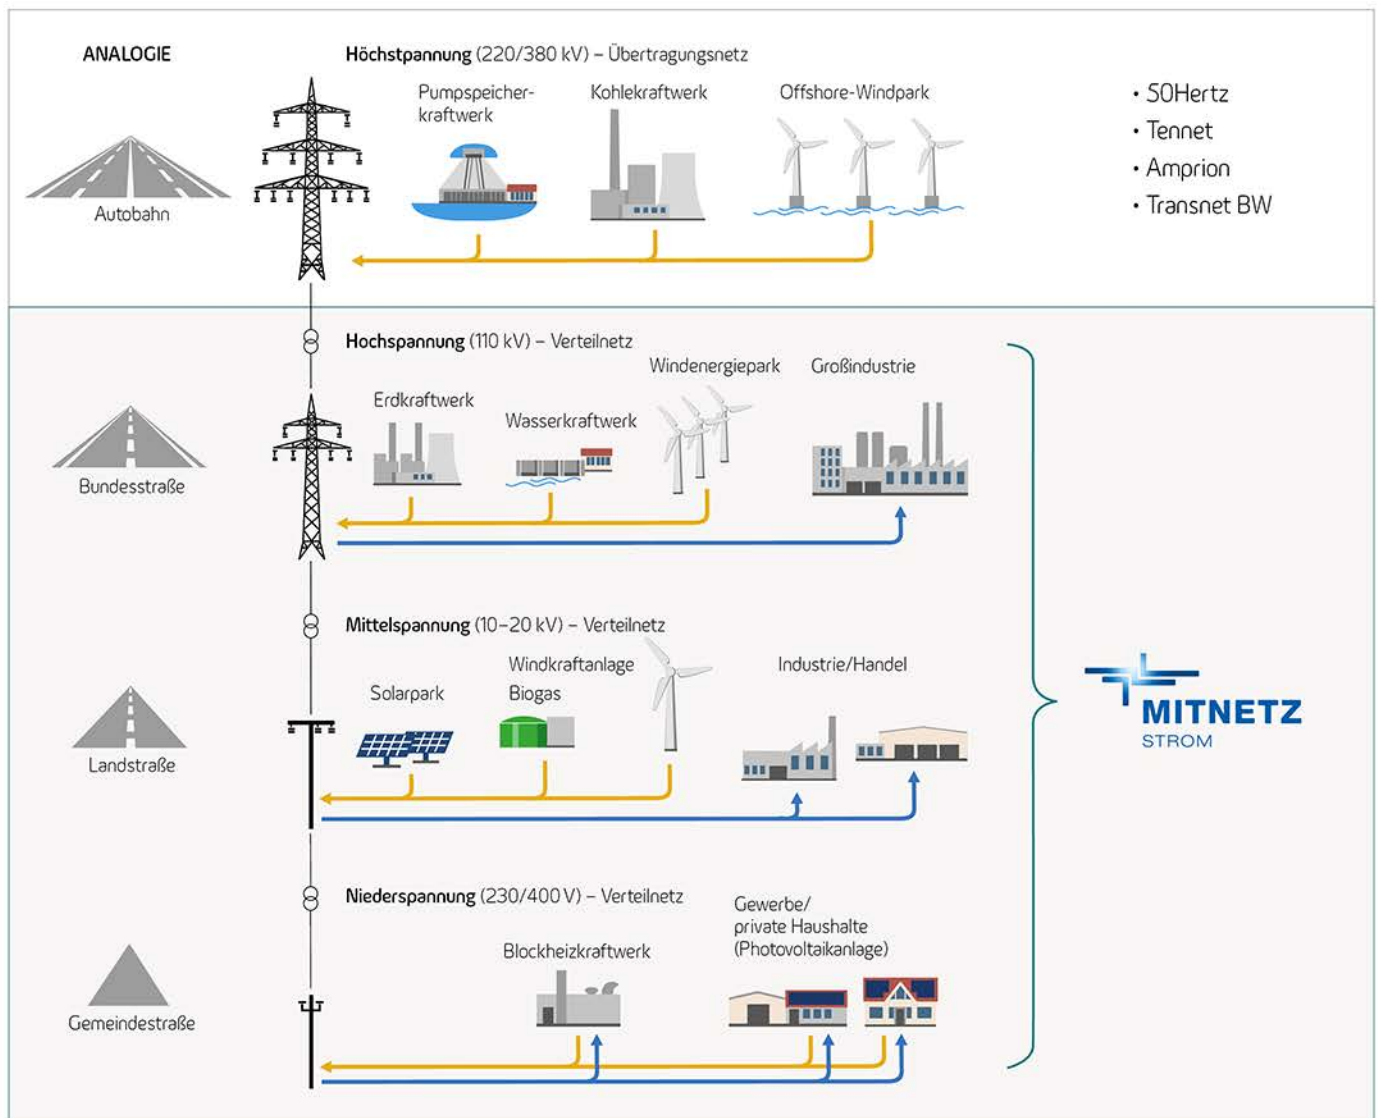 ANALOGIE
Höchstpannung (220/380 kV) – Übertragungsnetz
Pumpspeicher-
kraftwerk
Kohlekraftwerk
Offshore-Windpark
• 50Hertz
• Tennet
• Amprion
• Transnet BW
Autobahn
Hochspannung (110 kV) – Verteilnetz
Windenergiepark
Großindustrie
Erdkraftwerk
Wasserkraftwerk
Bundesstraße
Mittelspannung (10–20 kV) – Verteilnetz
Windkraftanlage
Industrie/Handel
Solarpark
Biogas
MITNETZ
STROM
Landstraße
Niederspannung (230/400 V) – Verteilnetz
Gewerbe/
private Haushalte
(Photovoltaikanlage)
Blockheizkraftwerk
Gemeindestraße